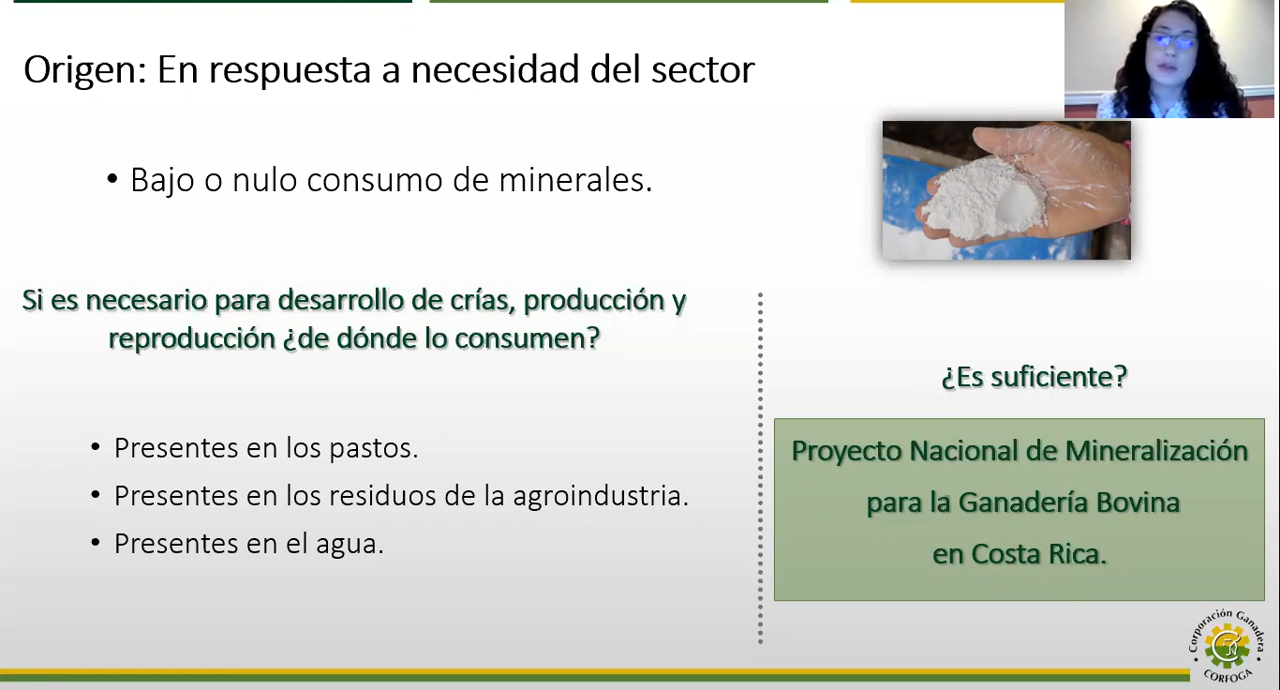 Origen: En respuesta a necesidad del sector
• Bajo o nulo consumo de minerales.
Si es necesario para desarrollo de crías, producción y
reproducción ¿de dónde lo consumen?
• Presentes en los pastos.
• Presentes en los residuos de la agroindustria.
• Presentes en el agua.
¿Es suficiente?
Proyecto Nacional de Mineralización
para la Ganadería Bovina
en Costa Rica.
Corporación Ganadera
CORFOGA